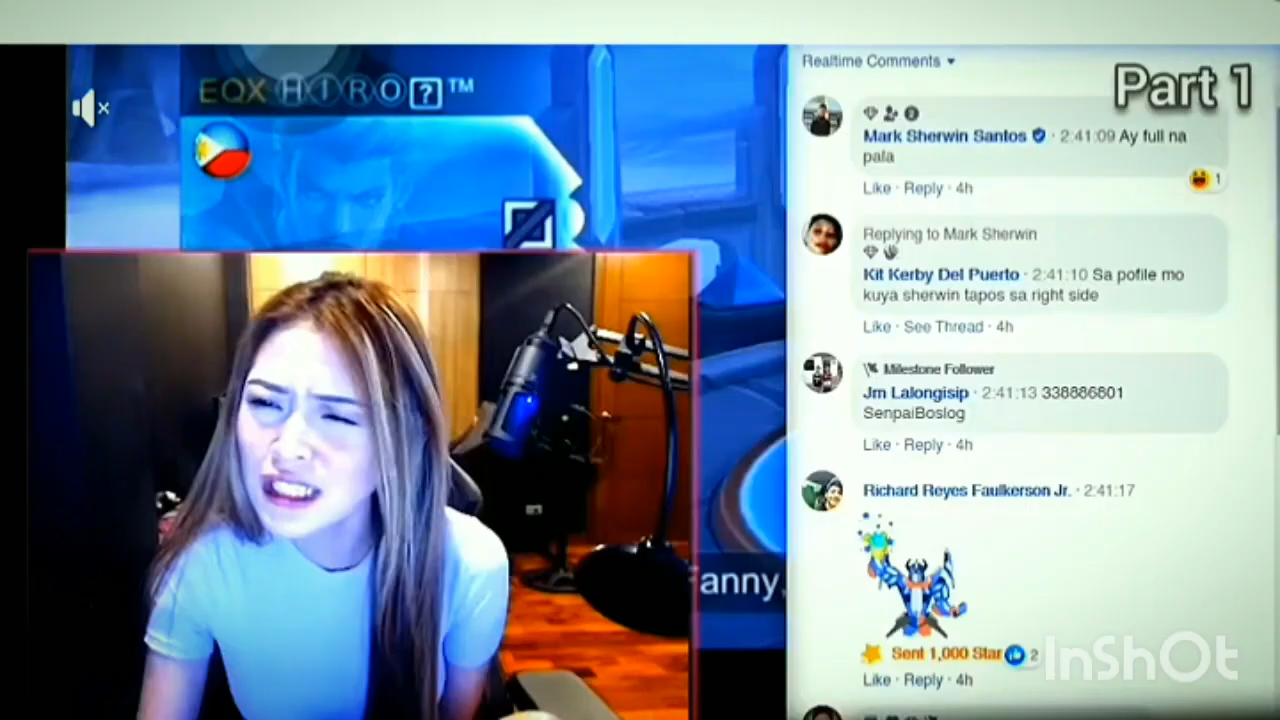 EQX HIRO?™
Realtime Comments
Part 1
Mark Sherwin Santos · 2:41:09 Ay full na
pala
1
Like · Reply · 4h
Replying to Mark Sherwin
Kit Kerby Del Puerto · 2:41:10 Sa pofile mo
kuya sherwin tapos sa right side
Like · See Thread · 4h
Milestone Follower
Jm Lalongisip · 2:41:13 338886801
SenpaiBoslog
Like · Reply · 4h
Richard Reyes Faulkerson Jr. · 2:41:17
anny,
Sent 1,000 Star 2
Like · Reply · 4h
InShOt